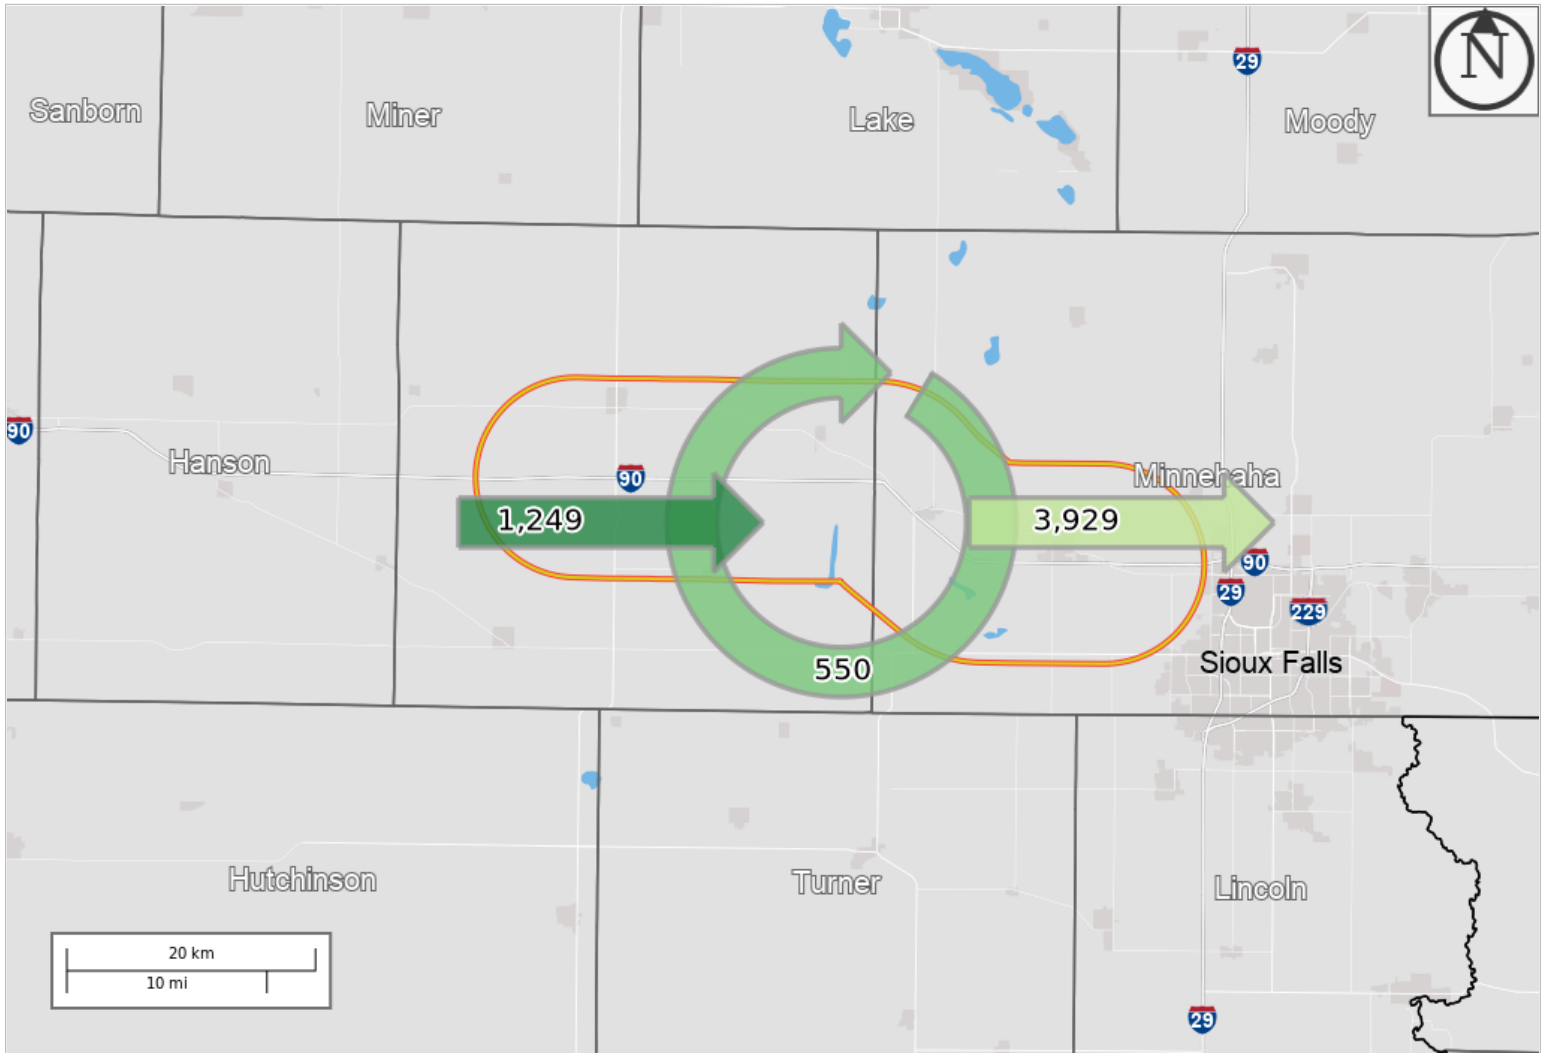 N
29
Sanborn
Miner
Lake
Moody
90
Hanson
90
Minnehaha
1,249
3,929
90
29
229
Sioux Falls
550
Hutchinson
Turner
Lincoln
20 km
10 mi
29